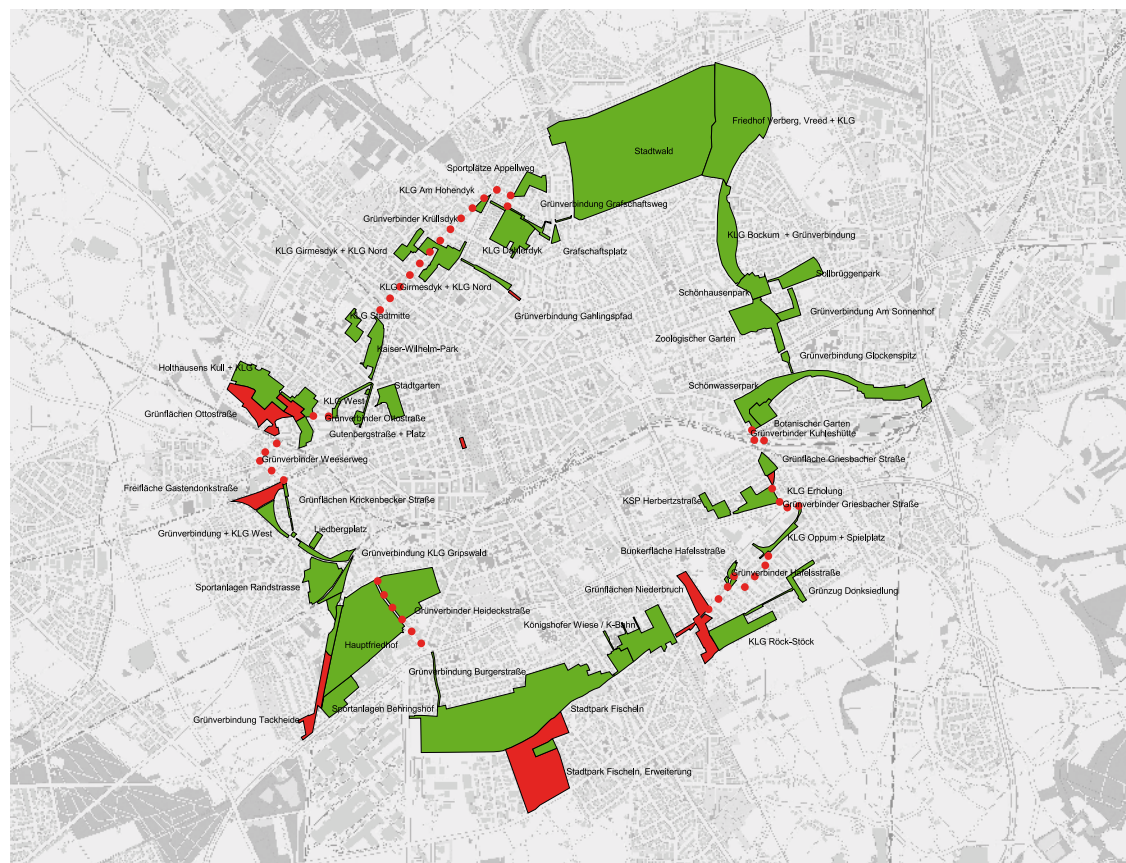 Friedhof Verberg, Vreed + KLG
Stadtwald
Sportplätze Appellweg
KLG Am Hohendyk
Grünverbindung Grafschaftsweg
Grünverbinder Krüllsdyk
KLG Bockum + Grünverbindung
KLG Girmesdyk + KLG Nord
KLG Dahlerdyk
Grafschaftsplatz
Sollbrüggenpark
KLG Girmesdyk + KLG Nord
Schönhausenpark
Grünverbindung Am Sonnenhof
KLG Stadtmitte
Grünverbindung Gahlingspfad
Zoologischer Garten
Kaiser-Wilhelm-Park
Grünverbindung Glockenspitz
Holthausens Kull + KLG
Stadtgarten
Schönwasserpark
KLG West
Grünflächen Ottostraße
Grünverbinder Ottostraße
Botanischer Garten
Gutenbergstraße + Platz
Grünverbinder Kuhleshütte
Grünverbinder Weeserweg
Grünfläche Griesbacher Straße
Freifläche Gastendonkstraße
KLG Erholung
Grünflächen Krickenbecker Straße
KSP Herbertzstraße
Grünverbinder Griesbacher Straße
Liedbergplatz
Grünverbindung + KLG West
KLG Oppum + Spielplatz
Grünverbindung KLG Gripswald
Bunkerfläche Hafelsstraße
Grünverbinder Hafelsstraße
Sportanlagen Randstrasse
Grünflächen Niederbruch
Grünzug Donksiedlung
Grünverbinder Heideckstraße
Königshofer Wiese / K-Bahn
KLG Röck-Stöck
Hauptfriedhof
Grünverbindung Burgerstraße
Sportanlagen Behringshof
Stadtpark Fischeln
Grünverbindung Tackheide
Stadtpark Fischeln, Erweiterung